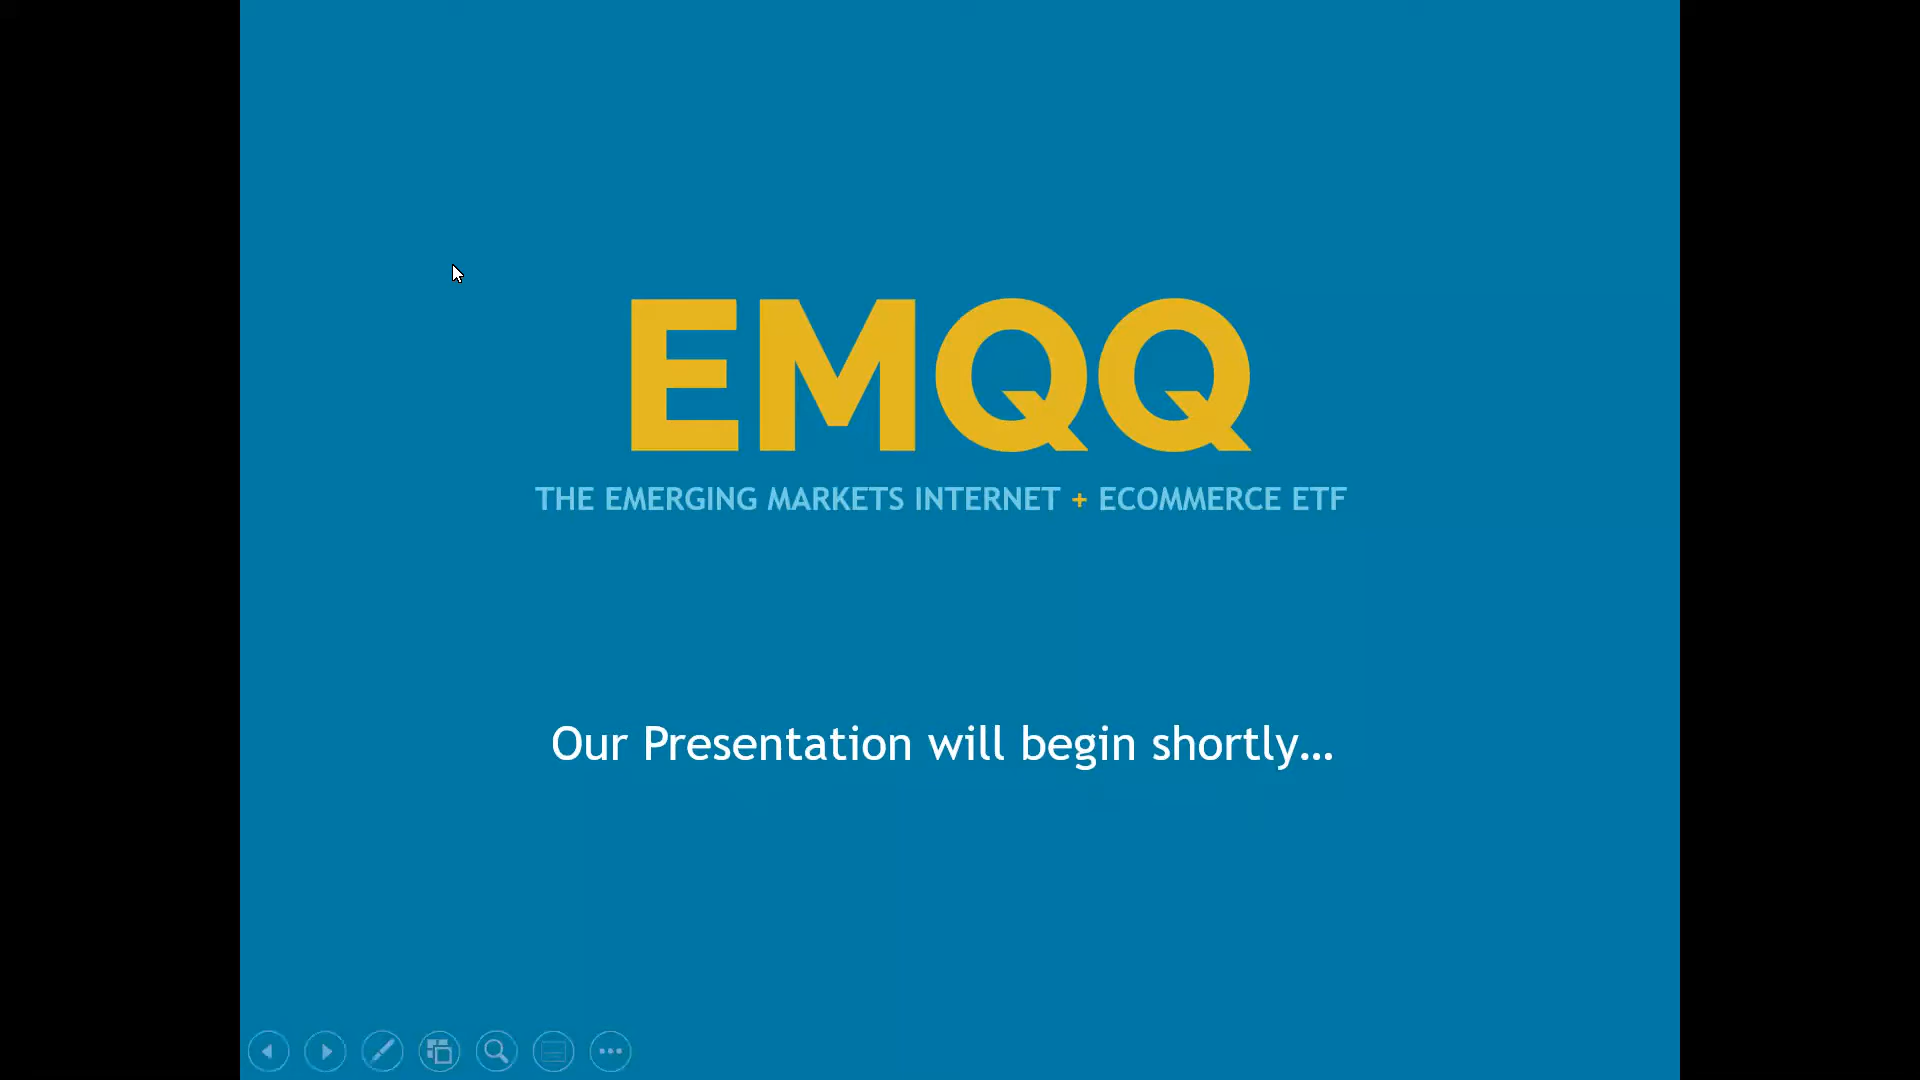 EMQQ
THE EMERGING MARKETS INTERNET + ECOMMERCE ETF
Our Presentation will begin shortly...